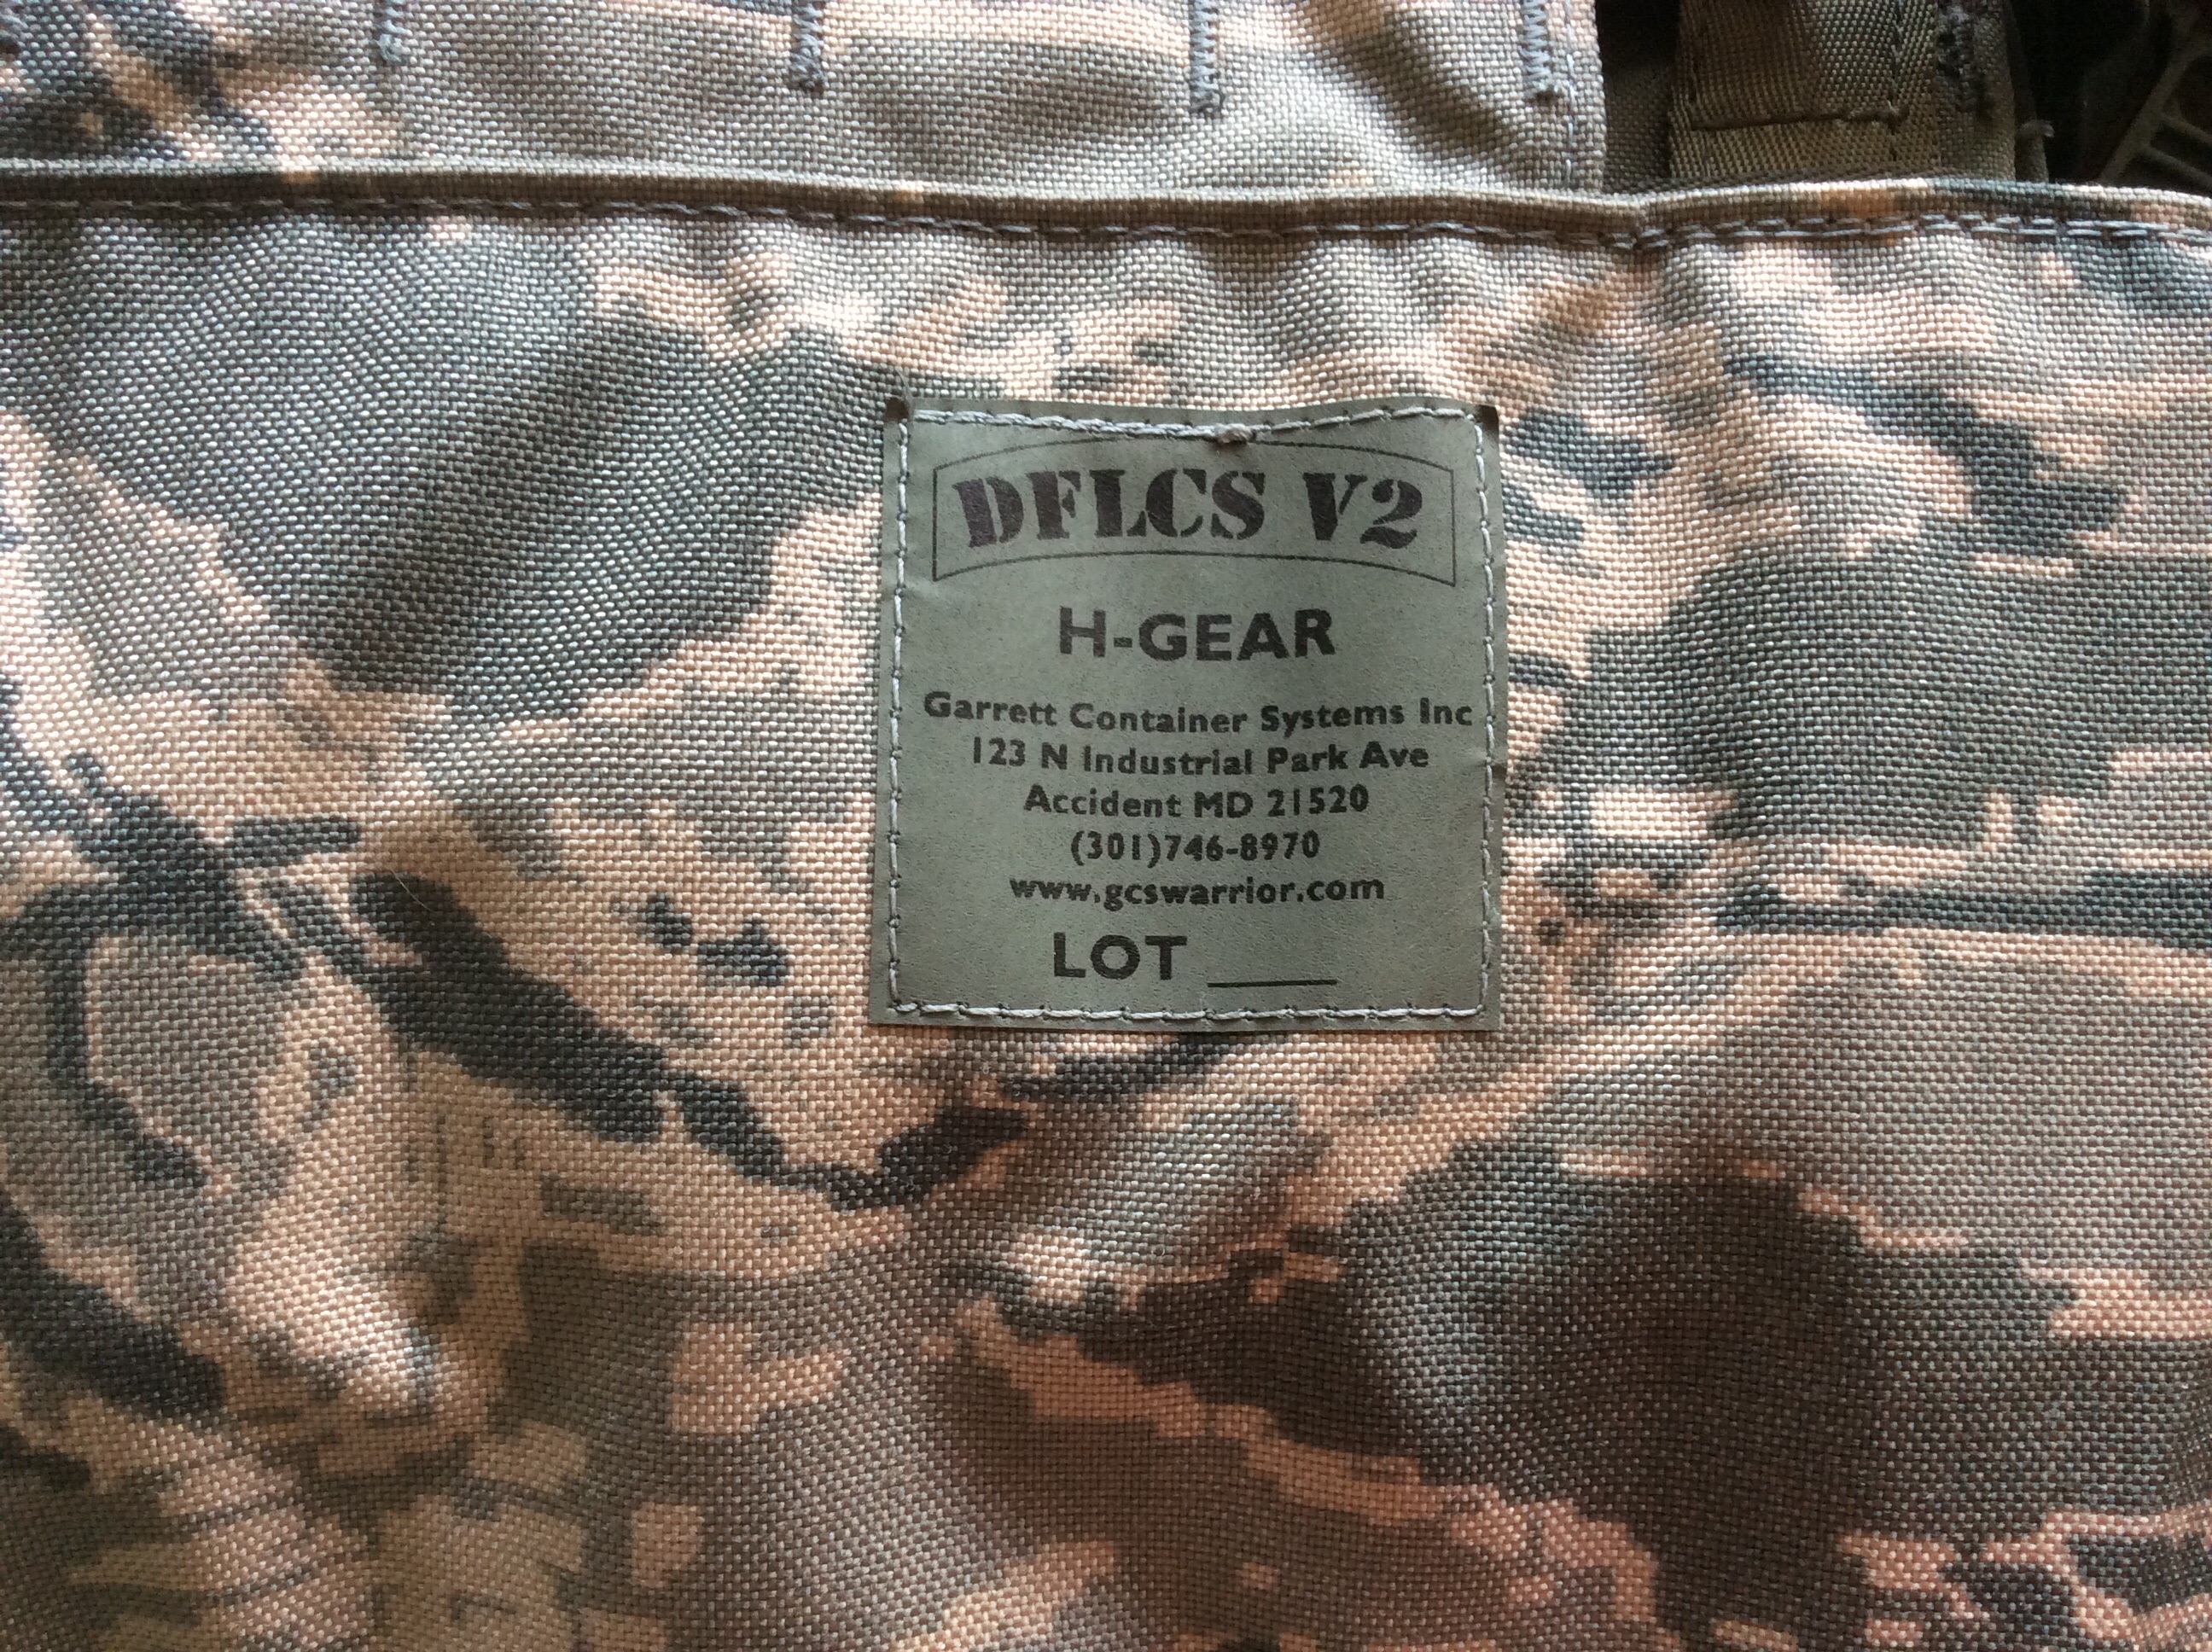 DFLCS V2
H-GEAR
Garrett Container Systems Inc
123 N Industrial Park Ave
Accident MD 21520
(301)746-8970
www.gcswarrior.com
LOT ____